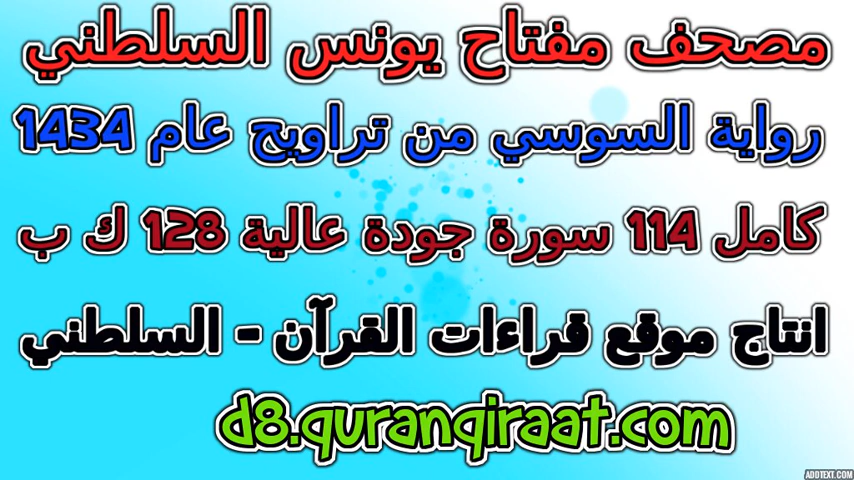 مصحف مفتاح يونس السلطني
رواية السوسي من تراويح عام 1434
كامل 114 سورة جودة عالية 128 ك ب
انتاج موقع قراءات القرآن - السلطني
d8.quranqiraat.com
ADDTEXT.COM